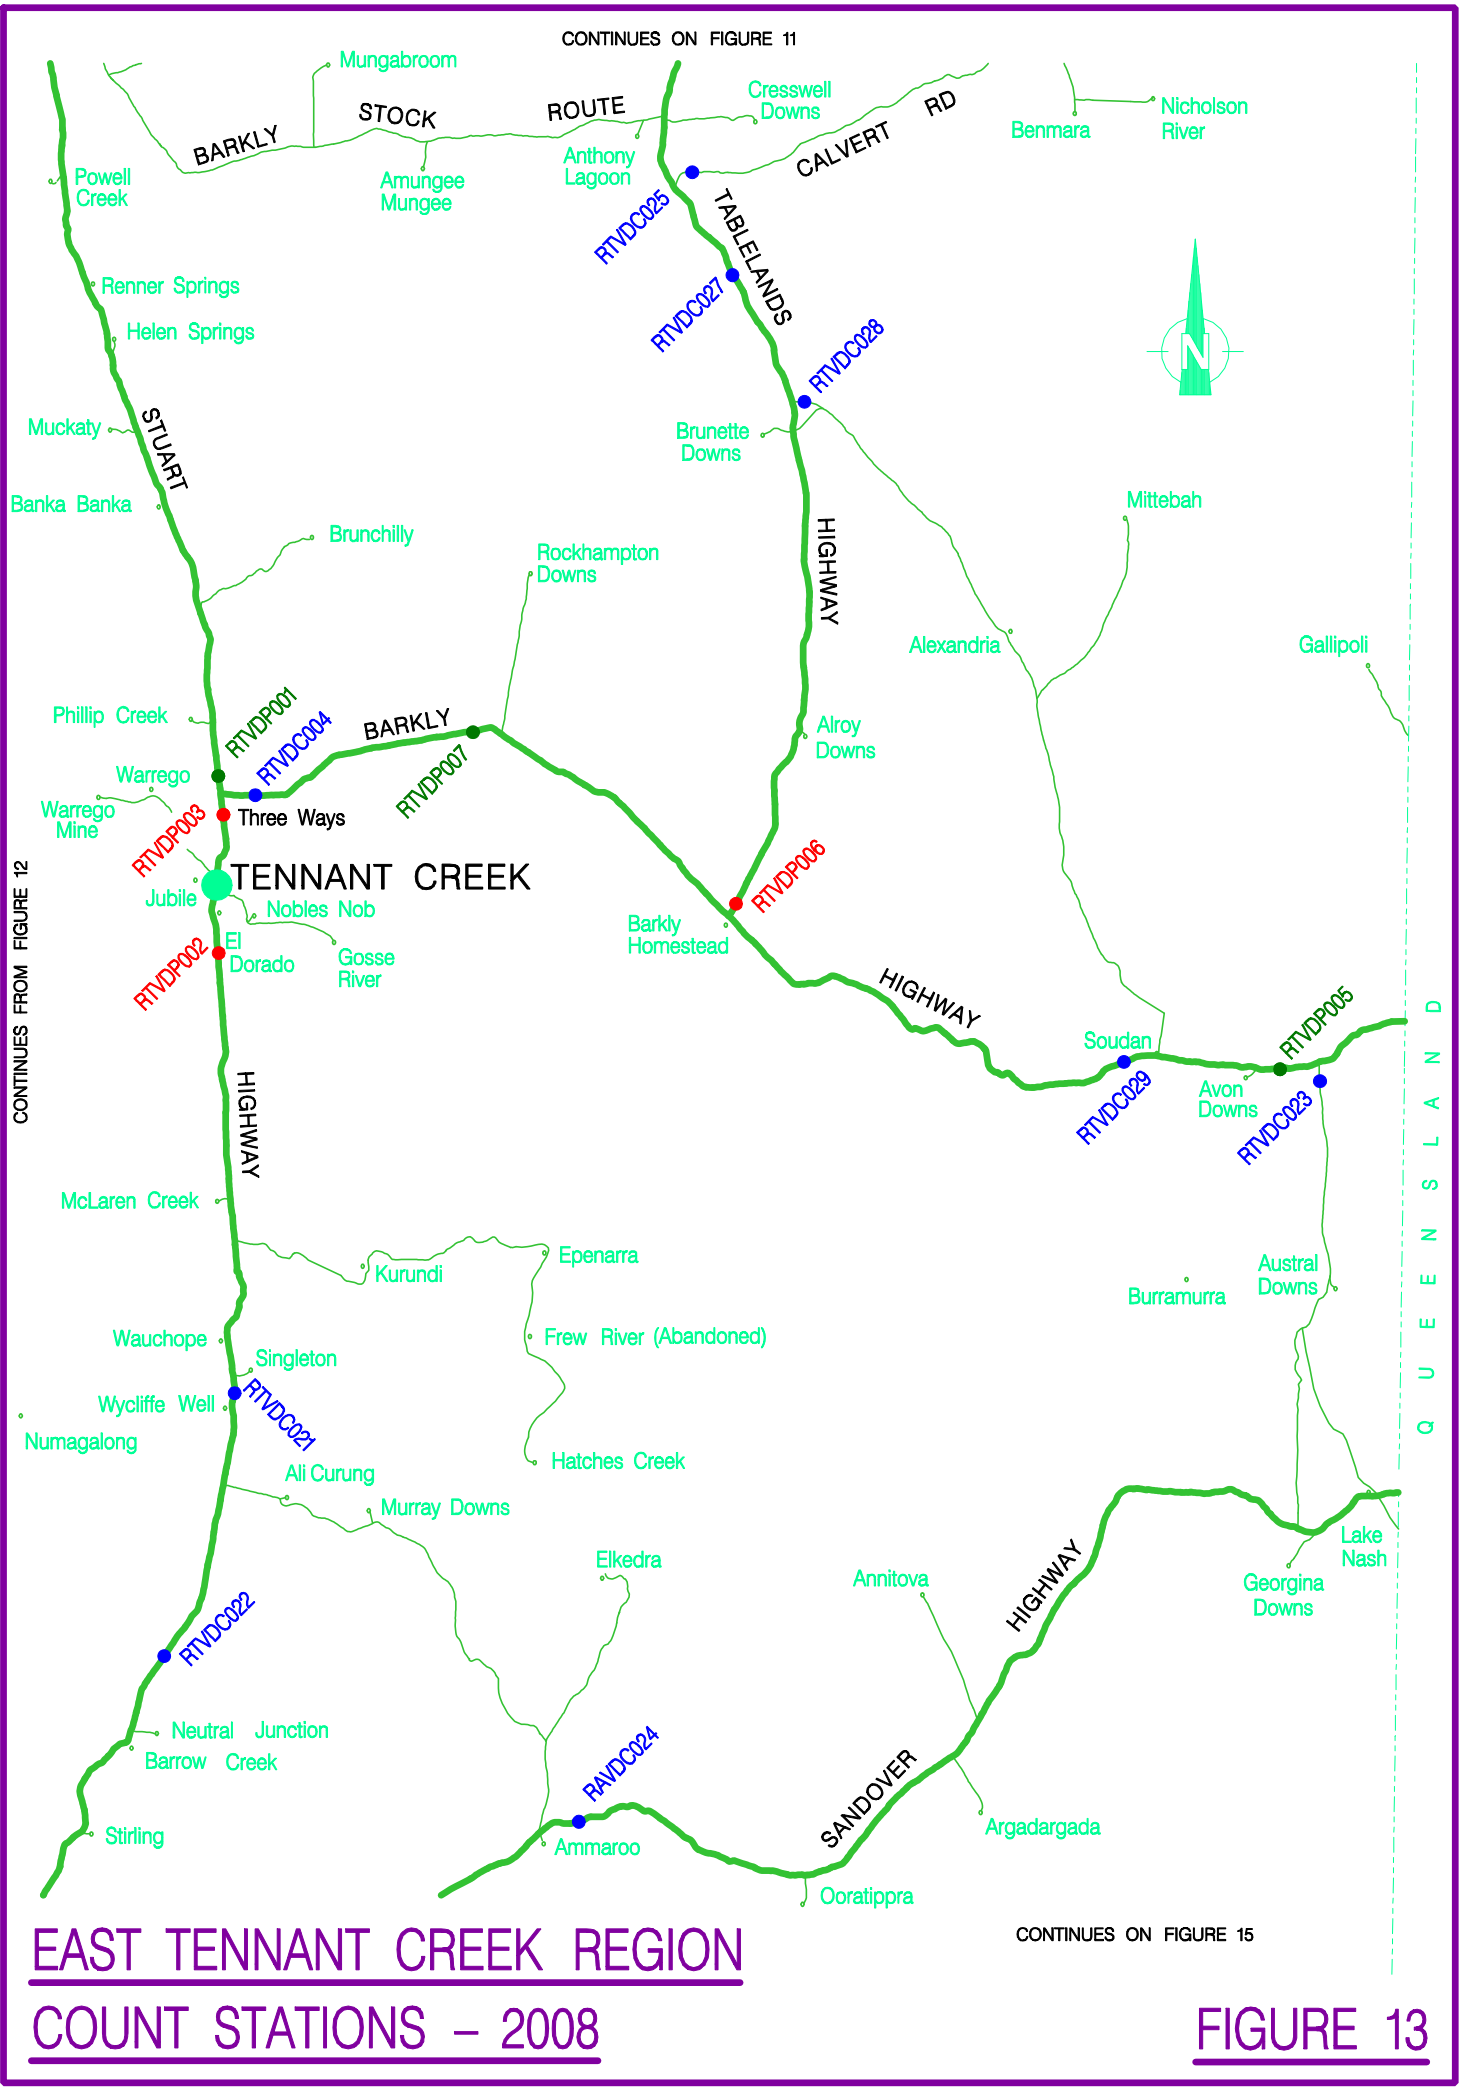 CONTINUES ON FIGURE 11
Mungabroom
Cresswell
Downs
Nicholson
River
Benmara
BARKLY STOCK ROUTE
CALVERT RD
Anthony
Lagoon
Amungee
Mungee
Powell
Creek
RTVDC025
TABLELANDS
RTVDC027
Renner Springs
Helen Springs
RTVDC028
N
STUART
Muckaty
Brunette
Downs
Banka Banka
Mittebah
Brunchilly
Rockhampton
Downs
HIGHWAY
Alexandria
Gallipoli
Phillip Creek
RTVDP001
RTVDC004
BARKLY
RTVDP007
Alroy
Downs
Warrego
Warrego
Mine
RTVDP003
Three Ways
TENNANT CREEK
Jubile
Nobles Nob
RTVDP006
Barkly
Homestead
El
Dorado
Gosse
River
RTVDP002
CONTINUES FROM FIGURE 12
HIGHWAY
Soudan
RTVDP005
RTVDC029
Avon
Downs
RTVDC023
QUEENSLAND
HIGHWAY
McLaren Creek
Epenarra
Kurundi
Austral
Downs
Burramurra
Wauchope
Frew River (Abandoned)
Singleton
Wycliffe Well
RTVDC021
Numagalong
Hatches Creek
Ali Curung
Murray Downs
Lake
Nash
Elkedra
Annitova
HIGHWAY
Georgina
Downs
RTVDC022
Neutral Junction
Barrow Creek
RAVDC024
SANDOVER
Stirling
Ammaroo
Argadargada
Ooratippra
EAST TENNANT CREEK REGION
CONTINUES ON FIGURE 15
COUNT STATIONS – 2008
FIGURE 13